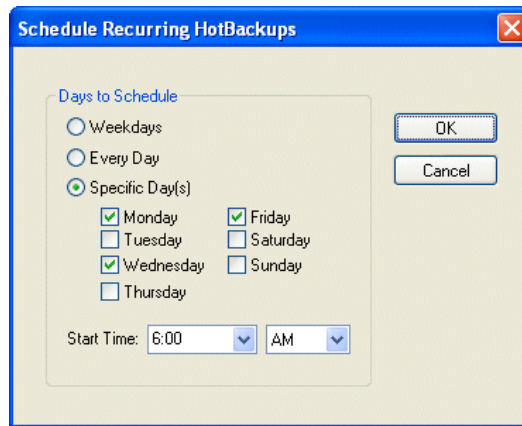 Schedule Recurring HotBackups
Days to Schedule
Weekdays
Every Day
Specific Day(s)
Monday
Friday
Tuesday
Saturday
Wednesday
Sunday
Thursday
Start Time: 6:00 AM
OK
Cancel